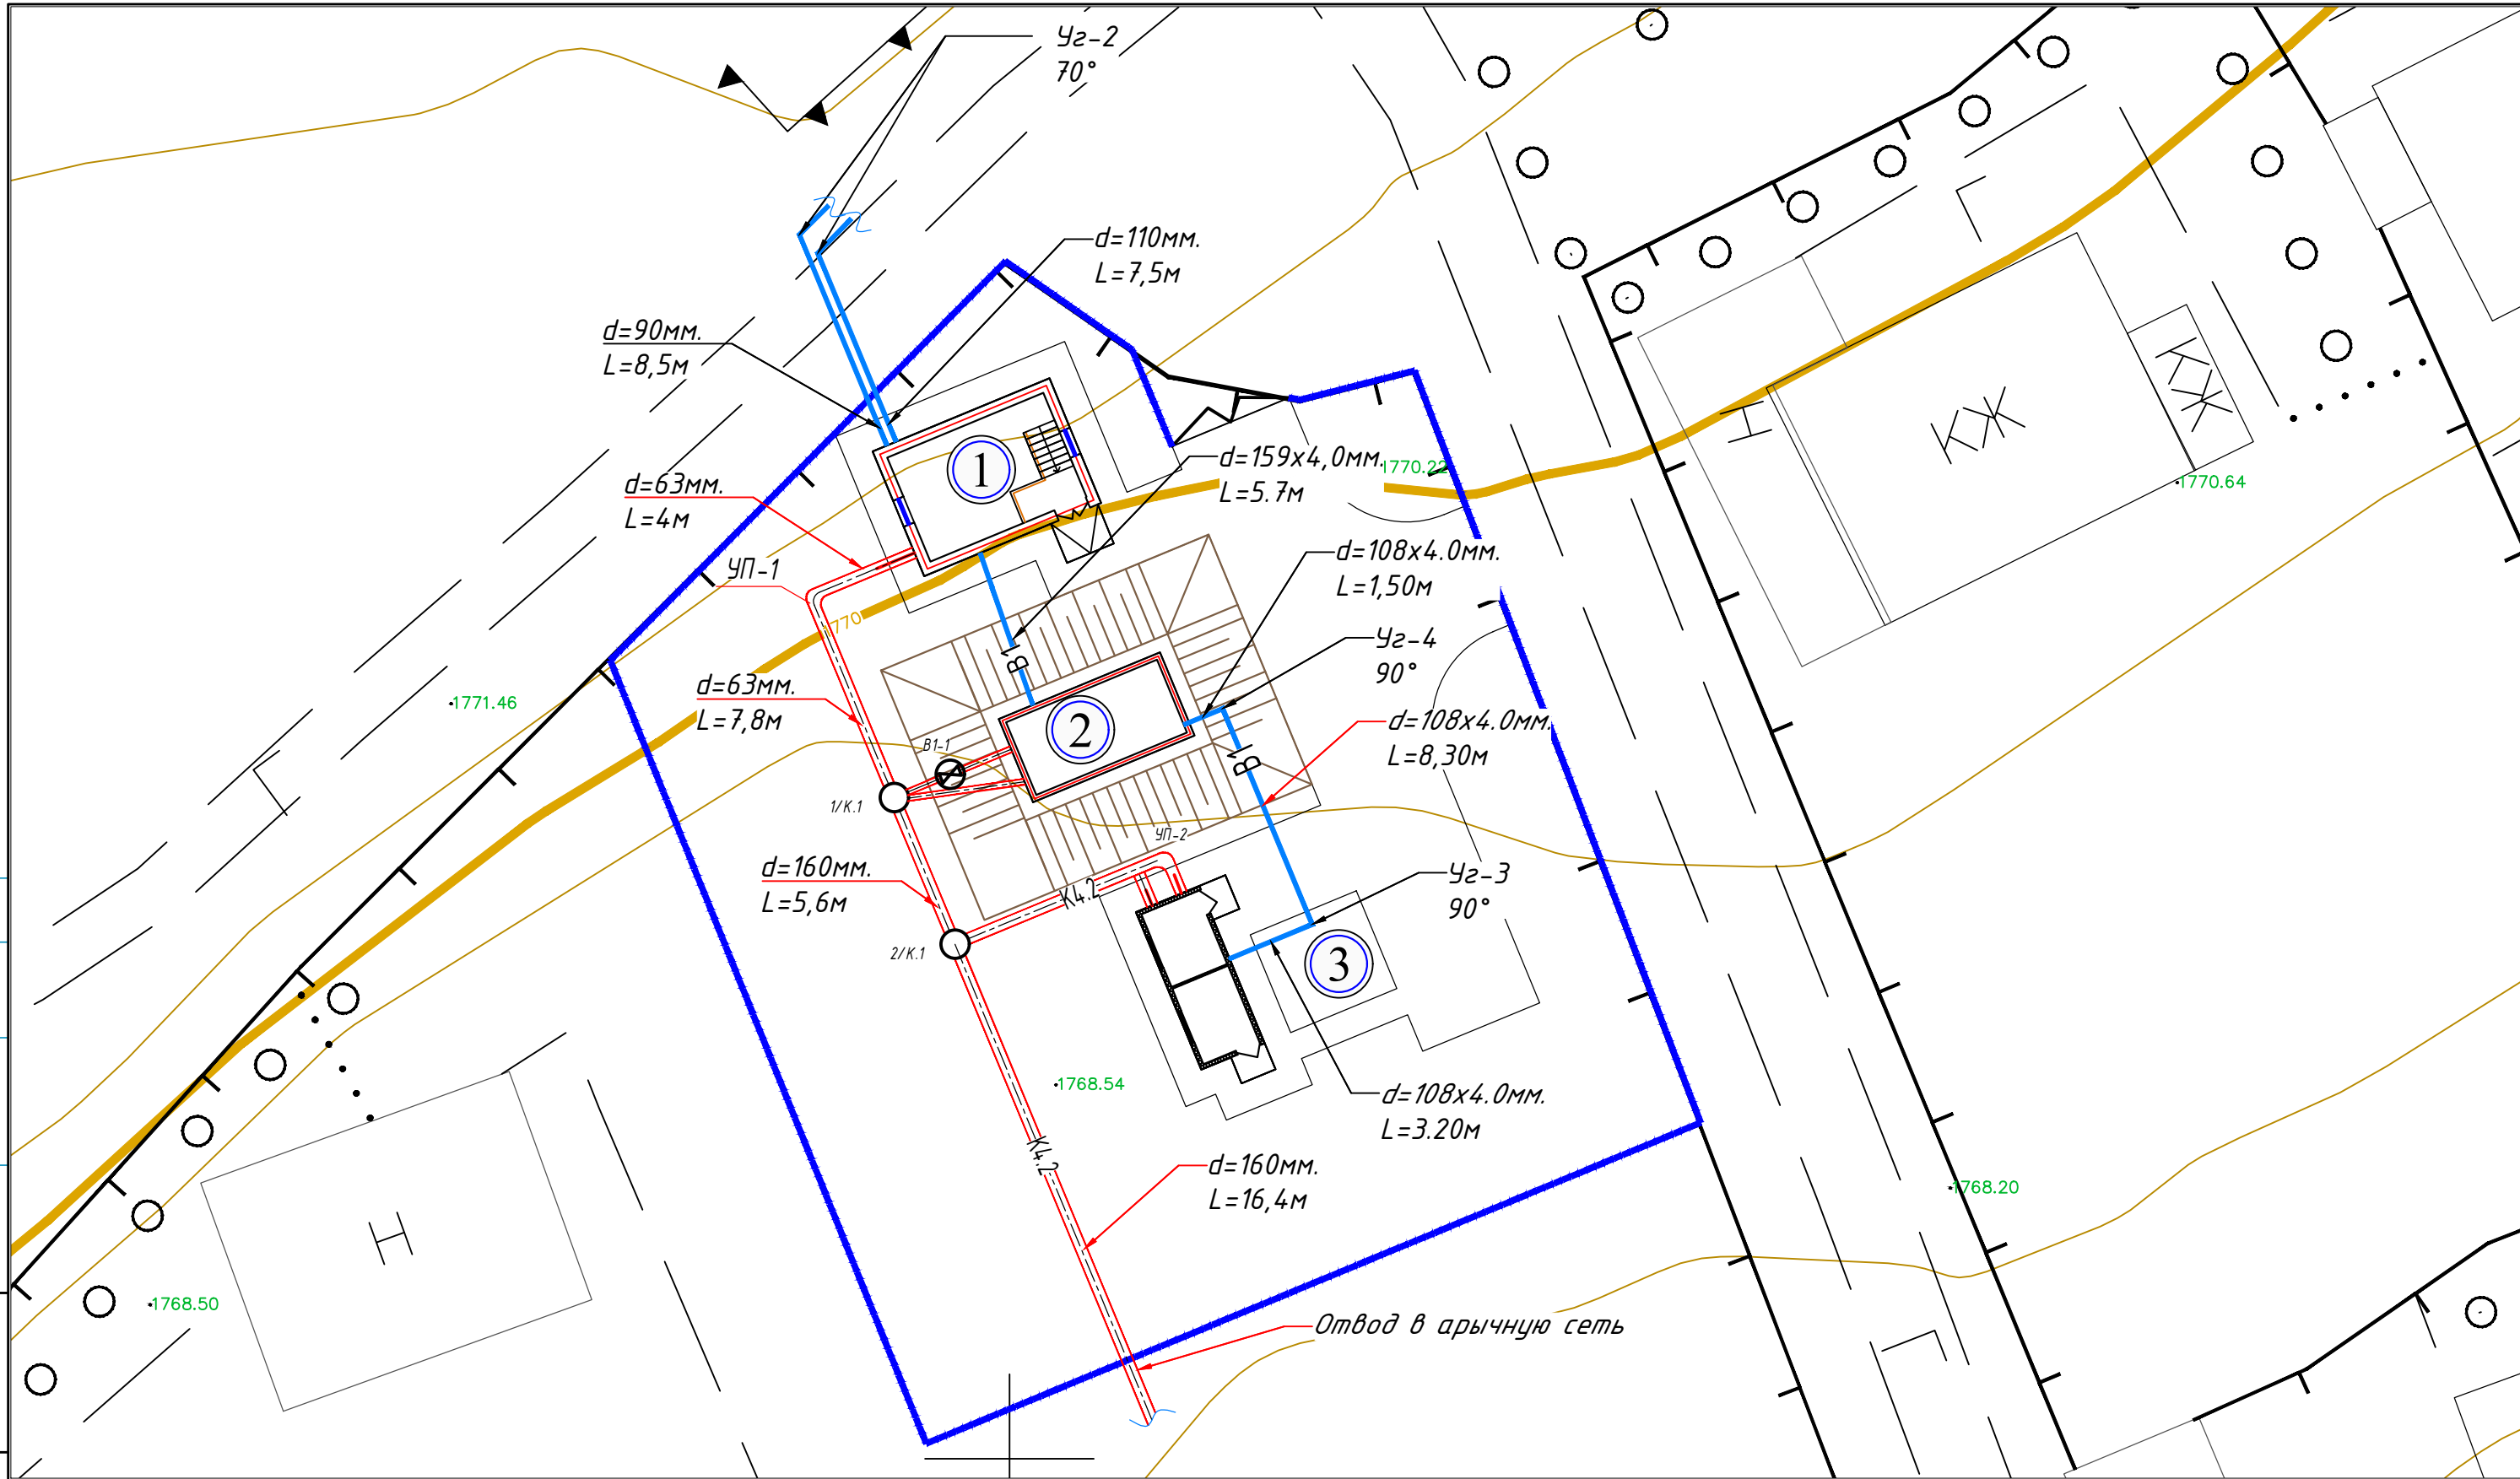 Уг-2
70°
d=110мм.
L=7,5м
d=90мм.
L=8,5м
1
d=159х4,0мм.
L=5.7м
1770.22
1770.64
Н
КЖ
КЖ
d=63мм.
L=4м
УП-1
770
d=108х4.0мм.
L=1,50м
Уг-4
90°
В1
1771.46
d=63мм.
L=7,8м
2
d=108х4.0мм.
L=8,30м
В1-1
В1
1/К.1
УП-2
d=160мм.
L=5,6м
К4.2
Уг-3
90°
2/К.1
3
1768.54
d=108х4.0мм.
L=3.20м
К4.2
d=160мм.
L=16,4м
1768.20
Н
1768.50
Отвод в арычную сеть